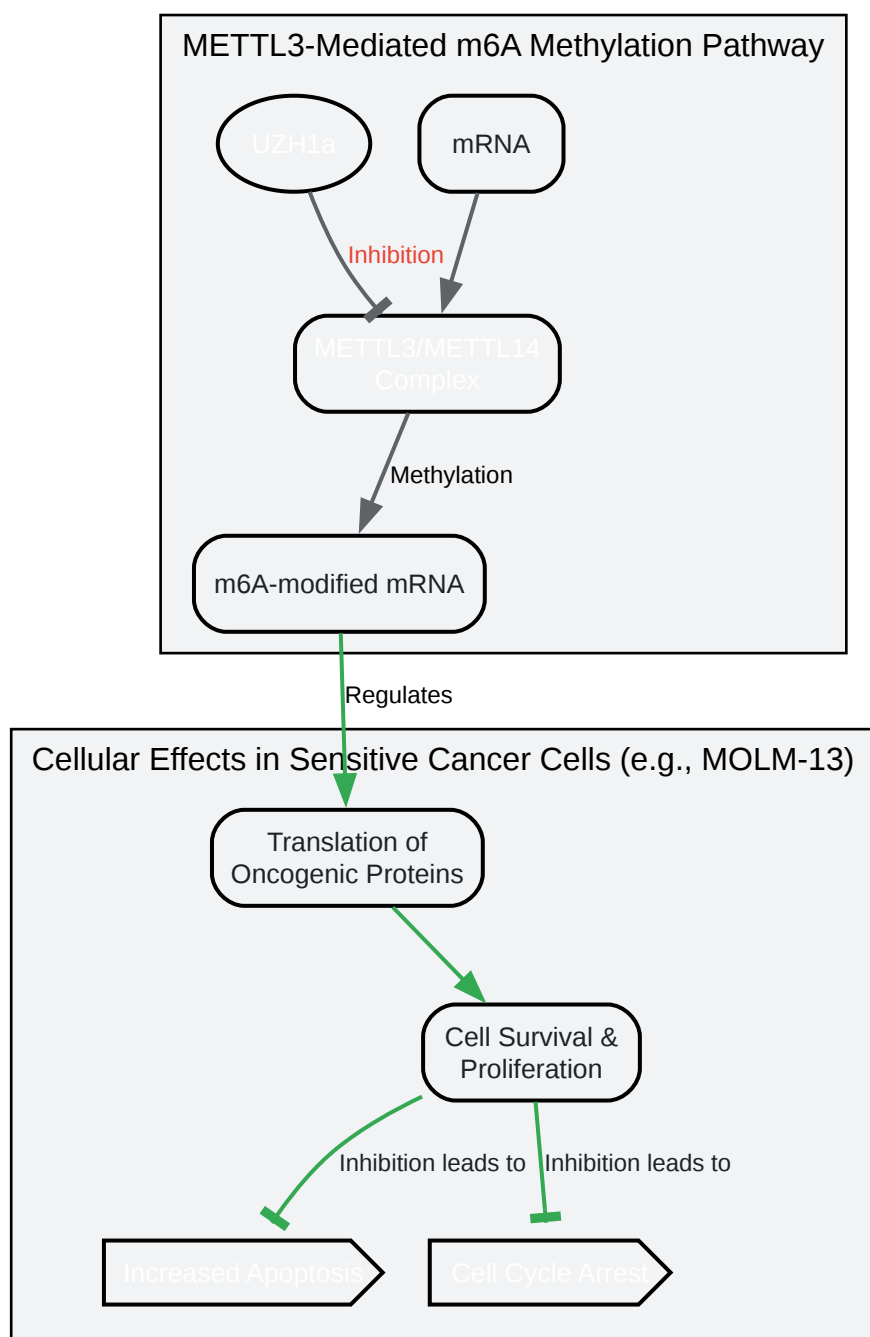 METTL3-Mediated m6A Methylation Pathway
UZH1a
mRNA
Inhibition
METTL3/METTL14
Complex
Methylation
m6A-modified mRNA
Regulates
Cellular Effects in Sensitive Cancer Cells (e.g., MOLM-13)
Translation of
Oncogenic Proteins
Cell Survival &
Proliferation
Inhibition leads to
Inhibition leads to
Increased Apoptosis
Cell Cycle Arrest